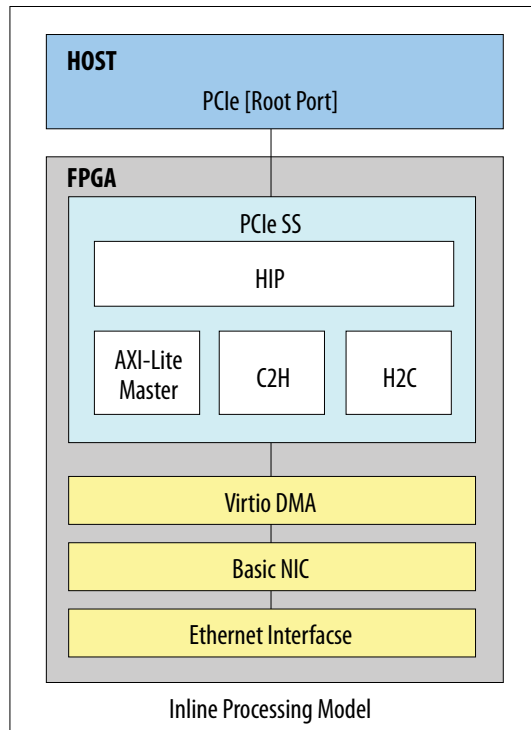 HOST
PCIe [Root Port]
FPGA
PCIe SS
HIP
AXI-Lite
Master
C2H
H2C
Virtio DMA
Basic NIC
Ethernet Interfacse
Inline Processing Model